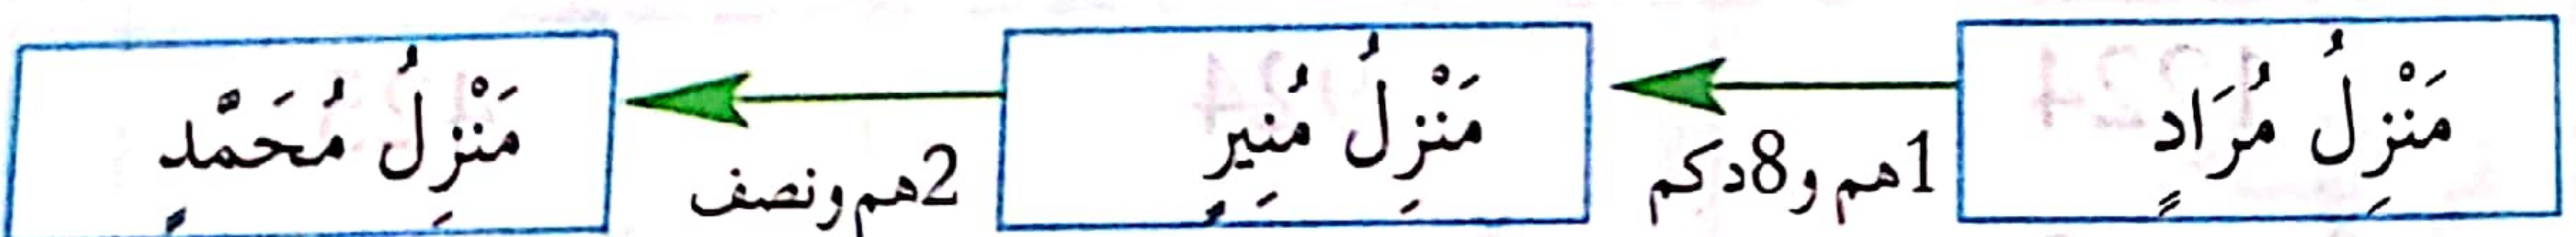 مَنْزِلُ مُرَادٍ
1هم و8دكم
مَنْزِلُ مُنِيرٍ
2هم ونصف
مَنْزِلُ مُحَمَّدٍ